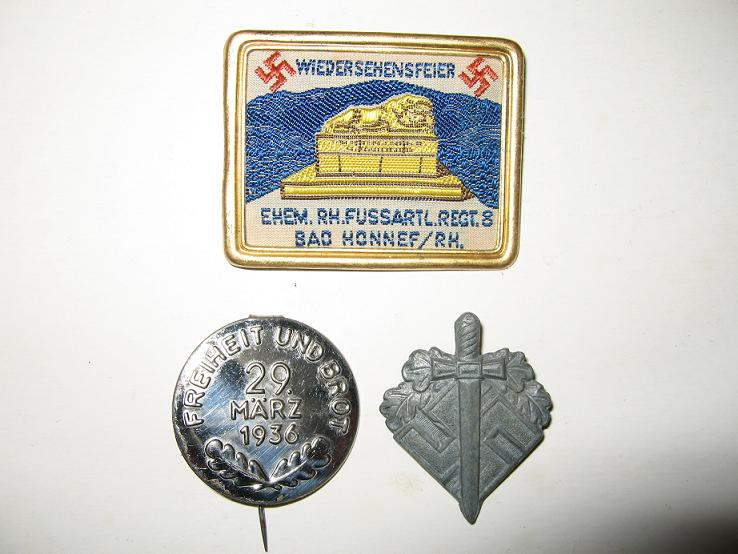 WIEDERSEHENSFEIER
EHEM. RH. FUSSARTL. REGT. 8
BAD HONNEF/RH.
FREIHEIT UND BROT
29.
MÄRZ
1936